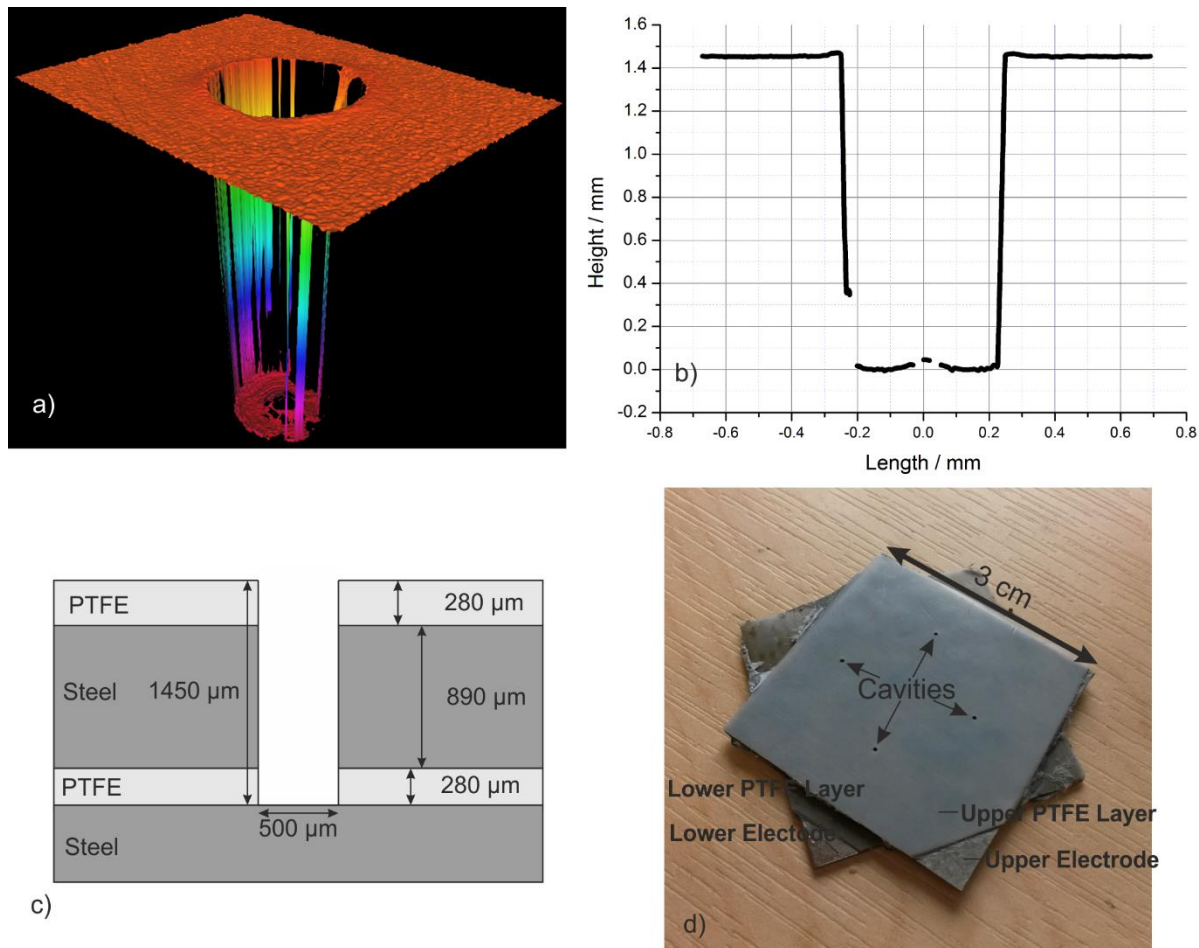 a)
1.6
1.4
1.2
1.0
0.8
0.6
0.4
0.2
0.0
-0.2
Height / mm
b)
-0.8 -0.6 -0.4 -0.2 0.0 0.2 0.4 0.6 0.8
Length / mm
PTFE
280 µm
Steel
1450 µm
890 µm
PTFE
280 µm
500 µm
Steel
c)
3 cm
Cavities
Lower PTFE Layer
Upper PTFE Layer
Lower Electode
Upper Electrode
d)